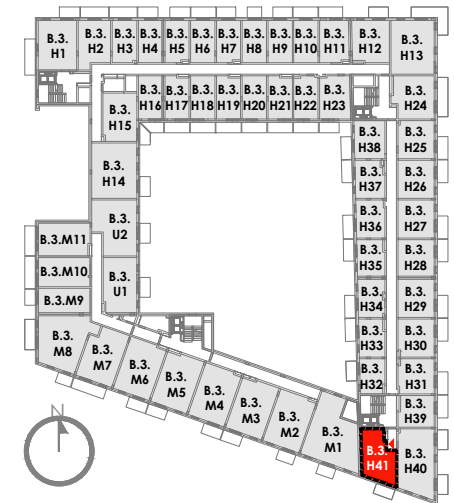 B.3.
H1
B.3.
H2
B.3.
H3
B.3.
H4
B.3.
H5
B.3.
H6
B.3.
H7
B.3.
H8
B.3.
H9
B.3.
H10
B.3.
H11
B.3.
H12
B.3.
H13
B.3.
H16
B.3.
H17
B.3.
H18
B.3.
H19
B.3.
H20
B.3.
H21
B.3.
H22
B.3.
H23
B.3.
H24
B.3.
H15
B.3.
H38
B.3.
H25
B.3.
H14
B.3.
H37
B.3.
H26
B.3.
U2
B.3.
H36
B.3.
H27
B.3.M11
B.3.
H35
B.3.
H28
B.3.M10
B.3.
U1
B.3.
H34
B.3.
H29
B.3.M9
B.3.
H33
B.3.
H30
B.3.
M8
B.3.
M7
B.3.
M6
B.3.
M5
B.3.
M4
B.3.
M3
B.3.
M2
B.3.
M1
B.3.
H32
B.3.
H31
B.3.
H39
B.3.
H41
B.3.
H40
N